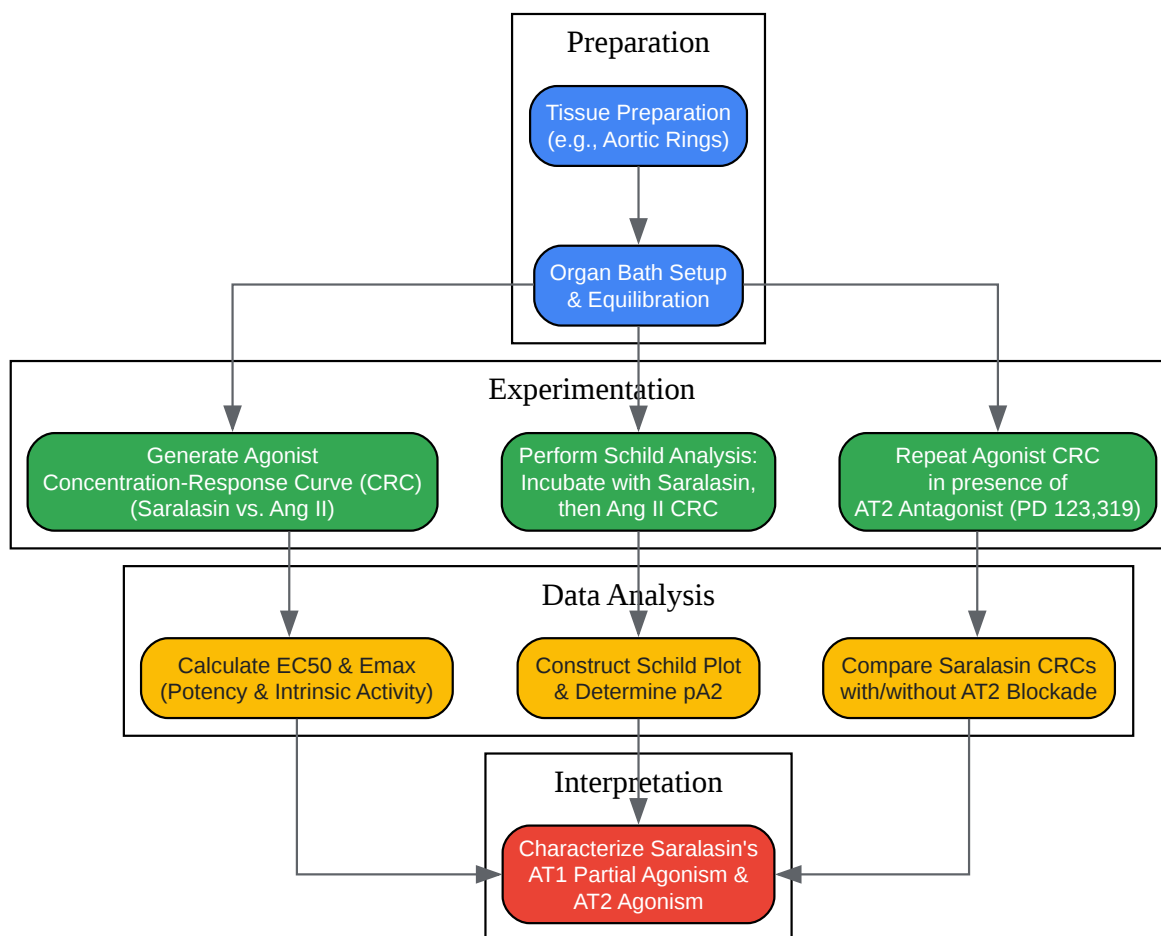 Preparation
Tissue Preparation
(e.g., Aortic Rings)
Organ Bath Setup
& Equilibration
Experimentation
Generate Agonist
Concentration-Response Curve (CRC)
(Saralasin vs. Ang II)
Perform Schild Analysis:
Incubate with Saralasin,
then Ang II CRC
Repeat Agonist CRC
in presence of
AT2 Antagonist (PD 123,319)
Data Analysis
Calculate EC50 & Emax
(Potency & Intrinsic Activity)
Construct Schild Plot
& Determine pA2
Compare Saralasin CRCs
with/without AT2 Blockade
Interpretation
Characterize Saralasin's
AT1 Partial Agonism &
AT2 Agonism